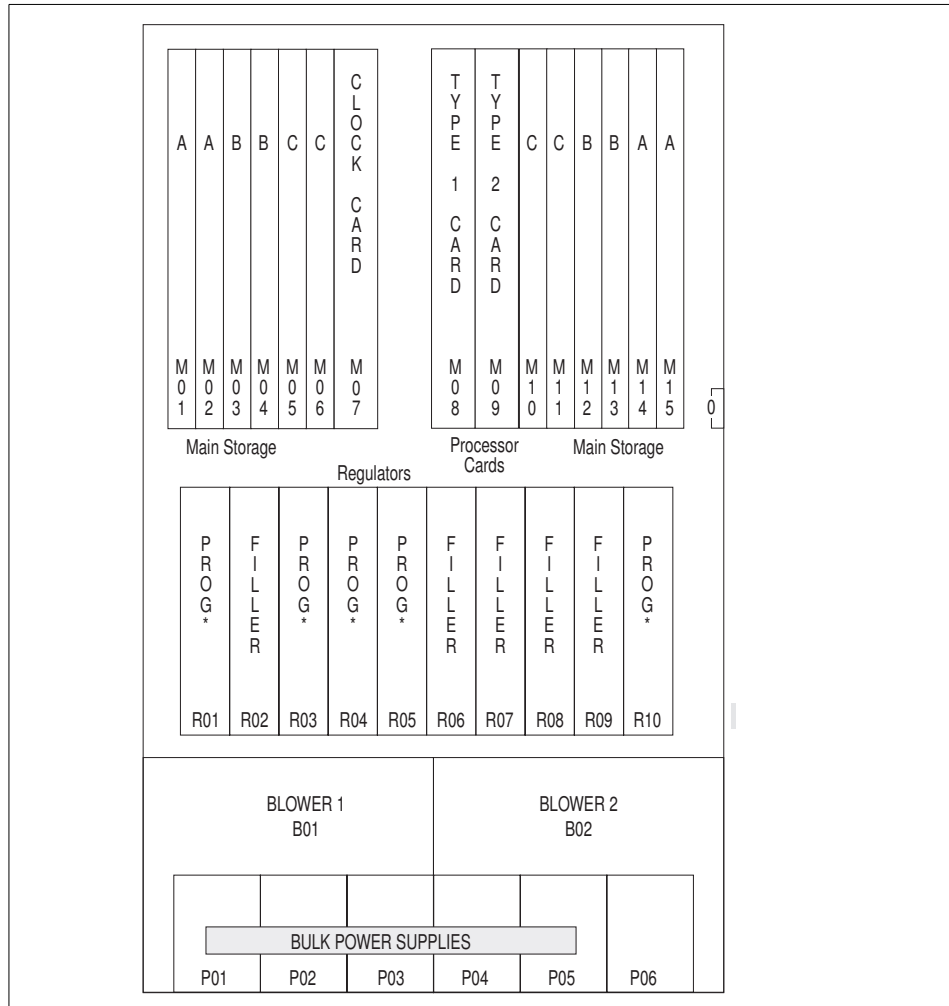 A A B B C C CLOCK CARD TYPE 1 CARD TYPE 2 CARD C C B B A A
M01 M02 M03 M04 M05 M06 M07 M08 M09 M10 M11 M12 M13 M14 M15
0
Main Storage Processor Cards Main Storage
Regulators
PROG* FILLER PROG* PROG* PROG* FILLER FILLER FILLER FILLER PROG*
R01 R02 R03 R04 R05 R06 R07 R08 R09 R10
BLOWER 1 BLOWER 2
B01 B02
BULK POWER SUPPLIES
P01 P02 P03 P04 P05 P06